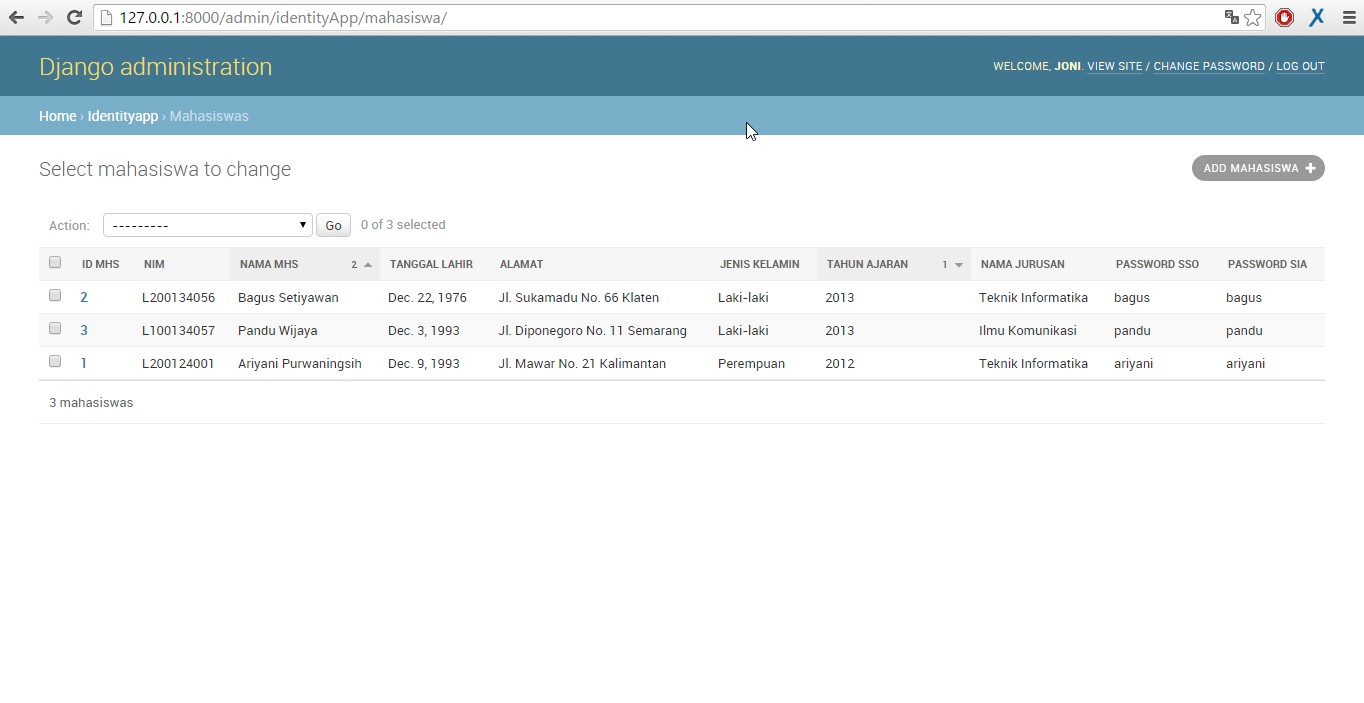 127.0.0.1:8000/admin/identityApp/mahasiswa/
Django administration
WELCOME, JONI. VIEW SITE / CHANGE PASSWORD / LOG OUT
Home › Identityapp › Mahasiswas
Select mahasiswa to change
ADD MAHASISWA +
Action: --------- Go 0 of 3 selected
ID MHS NIM NAMA MHS 2 TANGGAL LAHIR ALAMAT JENIS KELAMIN TAHUN AJARAN 1 NAMA JURUSAN PASSWORD SSO PASSWORD SIA
2 L200134056 Bagus Setiyawan Dec. 22, 1976 Jl. Sukamadu No. 66 Klaten Laki-laki 2013 Teknik Informatika bagus bagus
3 L100134057 Pandu Wijaya Dec. 3, 1993 Jl. Diponegoro No. 11 Semarang Laki-laki 2013 Ilmu Komunikasi pandu pandu
1 L200124001 Ariyani Purwaningsih Dec. 9, 1993 Jl. Mawar No. 21 Kalimantan Perempuan 2012 Teknik Informatika ariyani ariyani
3 mahasiswas